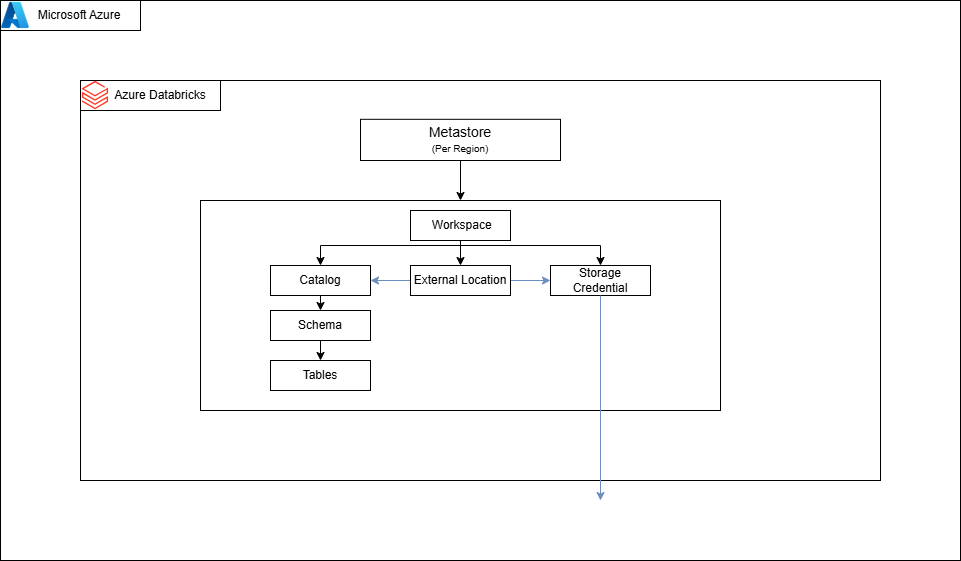 Microsoft Azure
Azure Databricks
Metastore
(Per Region)
Workspace
Catalog
External Location
Storage
Credential
Schema
Tables